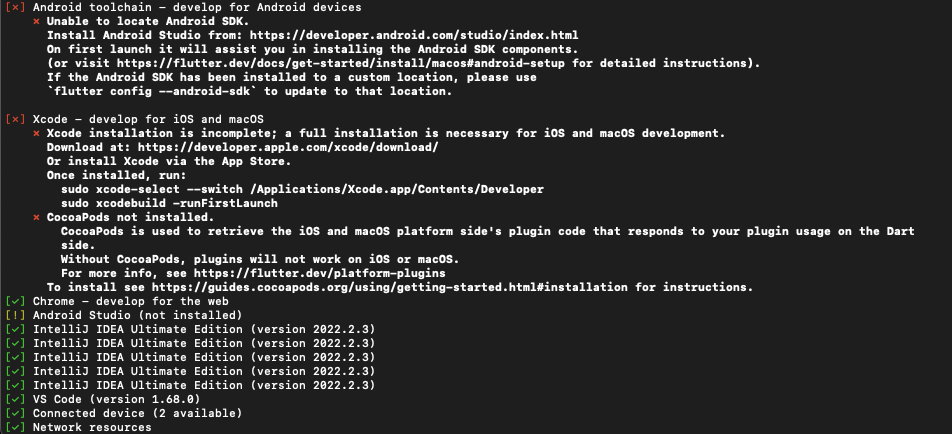 [✗] Android toolchain – develop for Android devices
✗ Unable to locate Android SDK.
Install Android Studio from: https://developer.android.com/studio/index.html
On first launch it will assist you in installing the Android SDK components.
(or visit https://flutter.dev/docs/get-started/install/macos#android-setup for detailed instructions).
If the Android SDK has been installed to a custom location, please use
`flutter config --android-sdk` to update to that location.
[✗] Xcode – develop for iOS and macOS
✗ Xcode installation is incomplete; a full installation is necessary for iOS and macOS development.
Download at: https://developer.apple.com/xcode/download/
Or install Xcode via the App Store.
Once installed, run:
sudo xcode-select --switch /Applications/Xcode.app/Contents/Developer
sudo xcodebuild -runFirstLaunch
✗ CocoaPods not installed.
CocoaPods is used to retrieve the iOS and macOS platform side's plugin code that responds to your plugin usage on the Dart
side.
Without CocoaPods, plugins will not work on iOS or macOS.
For more info, see https://flutter.dev/platform-plugins
To install see https://guides.cocoapods.org/using/getting-started.html#installation for instructions.
[✓] Chrome – develop for the web
[!] Android Studio (not installed)
[✓] IntelliJ IDEA Ultimate Edition (version 2022.2.3)
[✓] IntelliJ IDEA Ultimate Edition (version 2022.2.3)
[✓] IntelliJ IDEA Ultimate Edition (version 2022.2.3)
[✓] IntelliJ IDEA Ultimate Edition (version 2022.2.3)
[✓] IntelliJ IDEA Ultimate Edition (version 2022.2.3)
[✓] VS Code (version 1.68.0)
[✓] Connected device (2 available)
[✓] Network resources